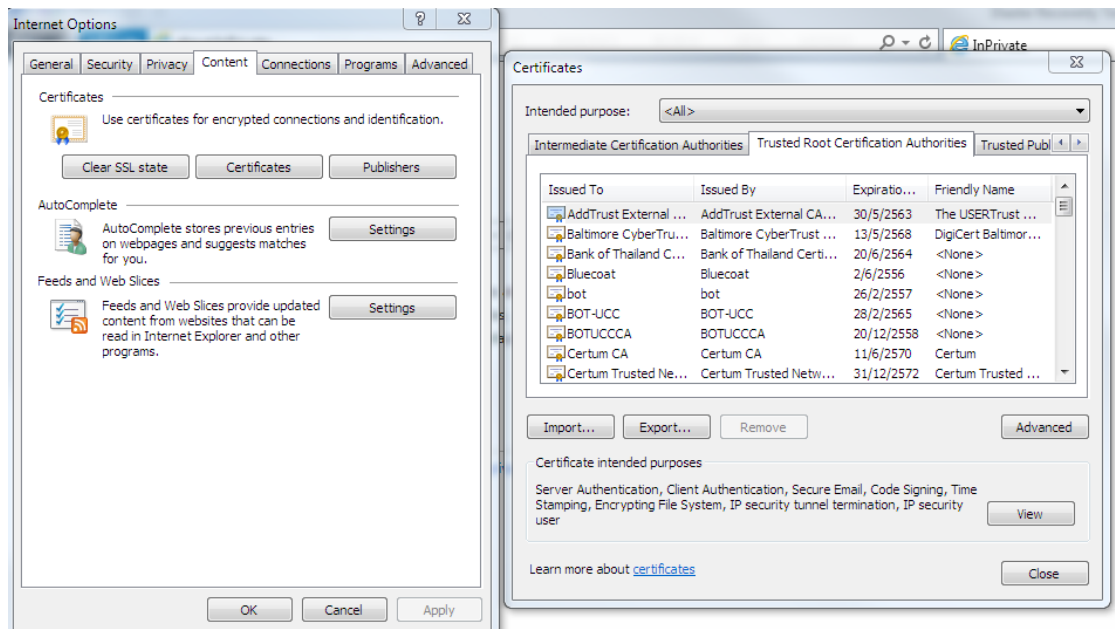 Internet Options
General Security Privacy Content Connections Programs Advanced
Certificates
Use certificates for encrypted connections and identification.
Clear SSL state Certificates Publishers
AutoComplete
AutoComplete stores previous entries
on webpages and suggests matches
for you.
Settings
Feeds and Web Slices
Feeds and Web Slices provide updated
content from websites that can be
read in Internet Explorer and other
programs.
Settings
OK Cancel Apply
InPrivate
Certificates
Intended purpose: <All>
Intermediate Certification Authorities Trusted Root Certification Authorities Trusted Publ
Issued To Issued By Expiratio... Friendly Name
AddTrust External ... AddTrust External CA... 30/5/2563 The USERTrust ...
Baltimore CyberTru... Baltimore CyberTrust ... 13/5/2568 DigiCert Baltimor...
Bank of Thailand C... Bank of Thailand Certi... 20/6/2564 <None>
Bluecoat Bluecoat 2/6/2556 <None>
bot bot 26/2/2557 <None>
BOT-UCC BOT-UCC 28/2/2565 <None>
BOTUCCCA BOTUCCCA 20/12/2558 <None>
Certum CA Certum CA 11/6/2570 Certum
Certum Trusted Ne... Certum Trusted Netw... 31/12/2572 Certum Trusted ...
Import... Export... Remove Advanced
Certificate intended purposes
Server Authentication, Client Authentication, Secure Email, Code Signing, Time
Stamping, Encrypting File System, IP security tunnel termination, IP security
user
View
Learn more about certificates
Close